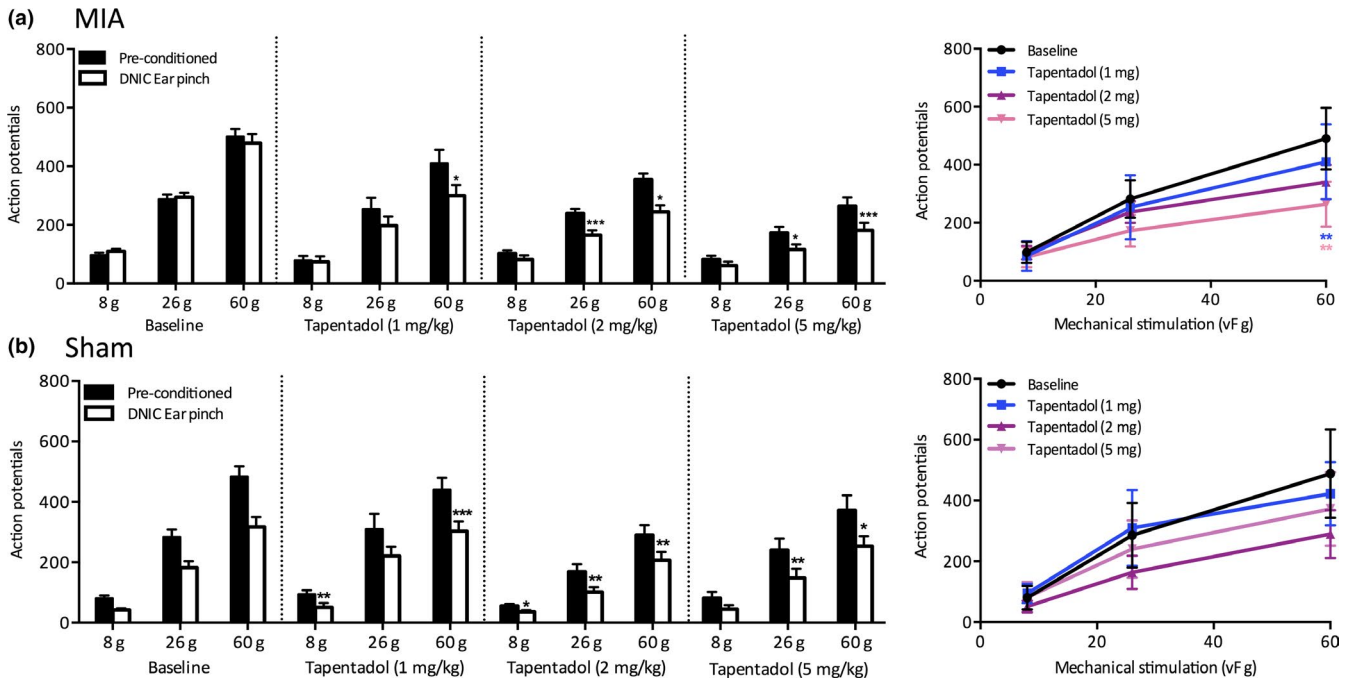 (a) MIA
800
600
400
200
0
Action potentials
Pre-conditioned
DNIC Ear pinch
* *** * * ***
8 g 26 g 60 g 8 g 26 g 60 g 8 g 26 g 60 g 8 g 26 g 60 g
Baseline Tapentadol (1 mg/kg) Tapentadol (2 mg/kg) Tapentadol (5 mg/kg)
800
600
400
200
0
Action potentials
Baseline
Tapentadol (1 mg)
Tapentadol (2 mg)
Tapentadol (5 mg)
**
**
0 20 40 60
Mechanical stimulation (vF g)
(b) Sham
800
600
400
200
0
Action potentials
Pre-conditioned
DNIC Ear pinch
** *** * ** ** ** *
8 g 26 g 60 g 8 g 26 g 60 g 8 g 26 g 60 g 8 g 26 g 60 g
Baseline Tapentadol (1 mg/kg) Tapentadol (2 mg/kg) Tapentadol (5 mg/kg)
800
600
400
200
0
Action potentials
Baseline
Tapentadol (1 mg)
Tapentadol (2 mg)
Tapentadol (5 mg)
0 20 40 60
Mechanical stimulation (vF g)